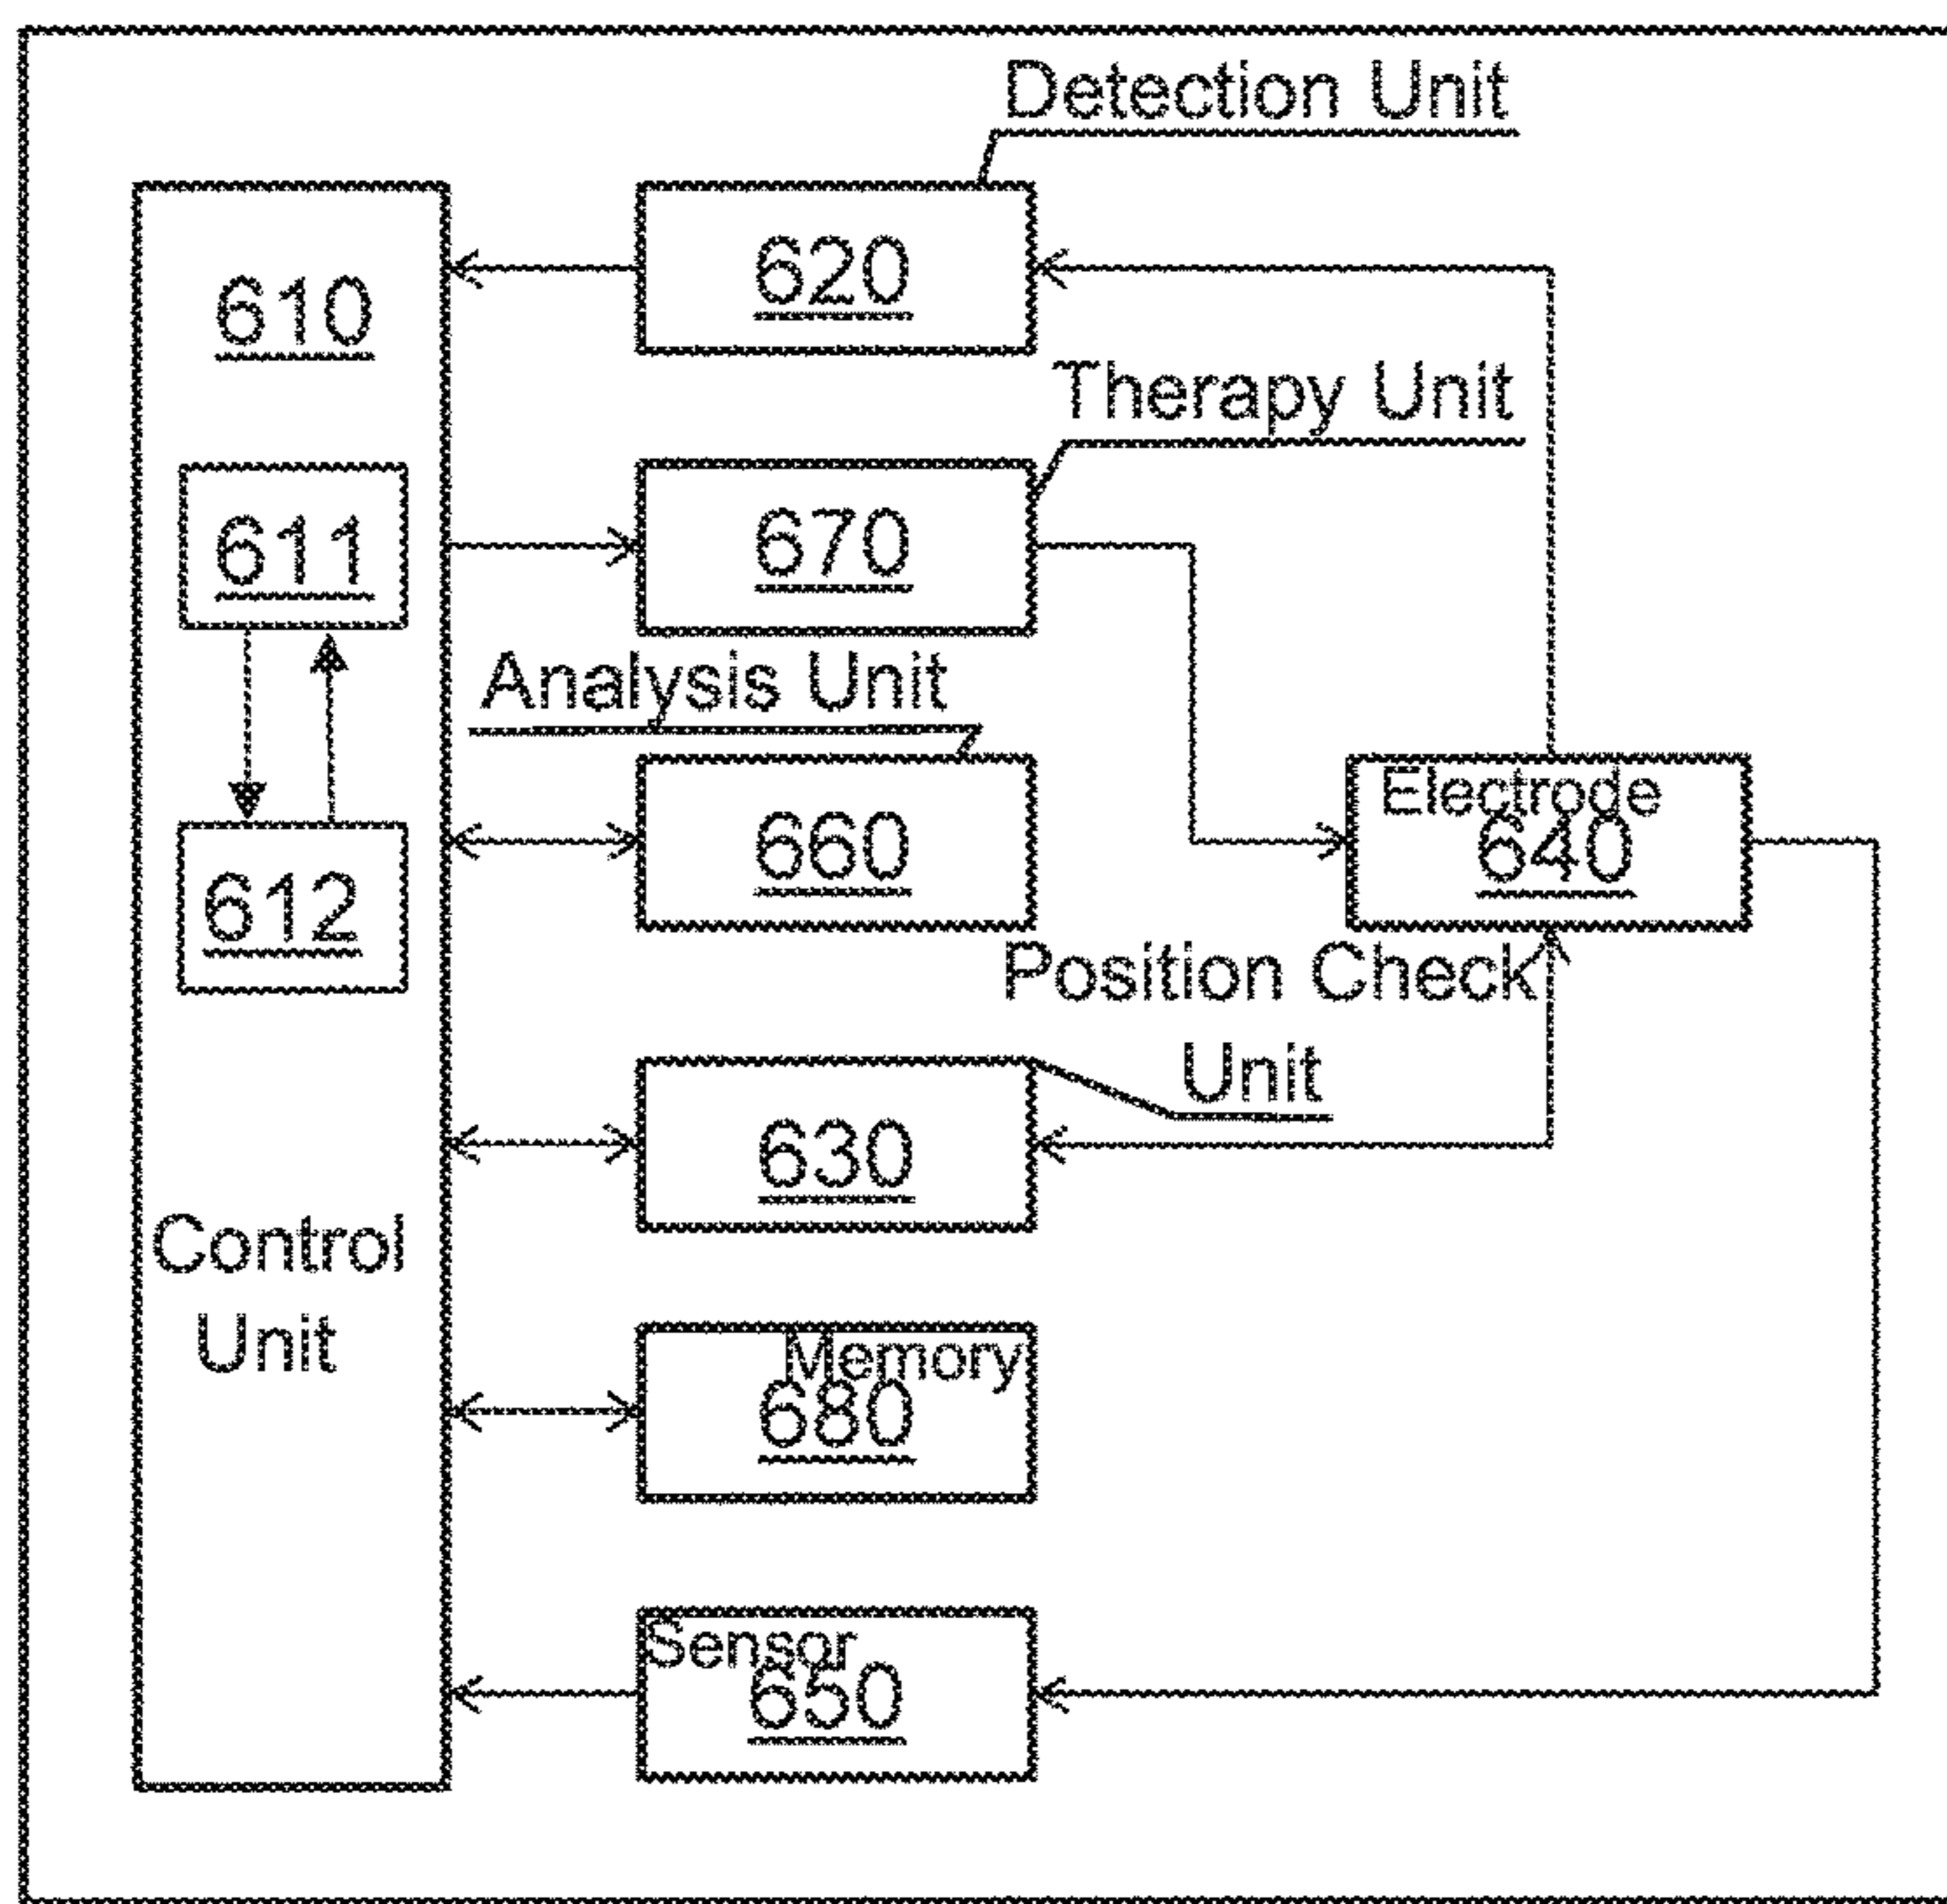 Detection Unit
620
610
Therapy Unit
611
670
Analysis Unit
Electrode
660
640
612
Position Check
Unit
630
Control
Unit
Memory
680
Sensor
650